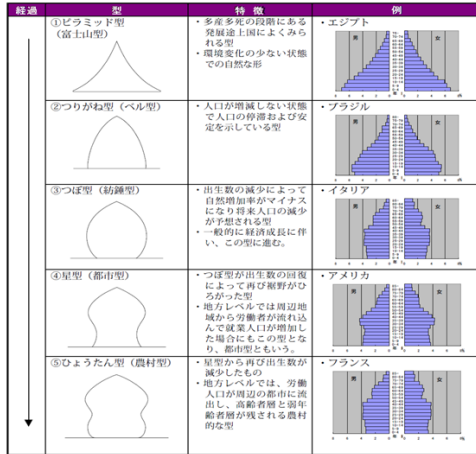 経過
型
特徴
例
①ピラミッド型
(富士山型)
・多産多死の段階にある
発展途上国によくみら
れる型
・環境変化の少ない状態
での自然な形
・エジプト
男
女
②つりがね型(ベル型)
・人口が増減しない状態
で人口の停滞および安
定を示している型
・ブラジル
男
女
③つぼ型(紡錘型)
・出生数の減少によって
自然増加率がマイナス
になり将来人口の減少
が予想される型
・一般的に経済成長に伴
い、この型に進む。
・イタリア
男
女
④星型(都市型)
・つぼ型が出生数の回復
によって再び裾野がひ
ろがった型
・地方レベルでは周辺地
域から労働者が流れ込
んで就業人口が増加し
た場合にもこの型とな
り、都市型ともいう。
・アメリカ
男
女
⑤ひょうたん型(農村型)
・星型から再び出生数が
減少したもの
・地方レベルでは、労働
人口が周辺の都市に流
出し、高齢者層と弱年
齢者層が残される農村
的な型
・フランス
男
女